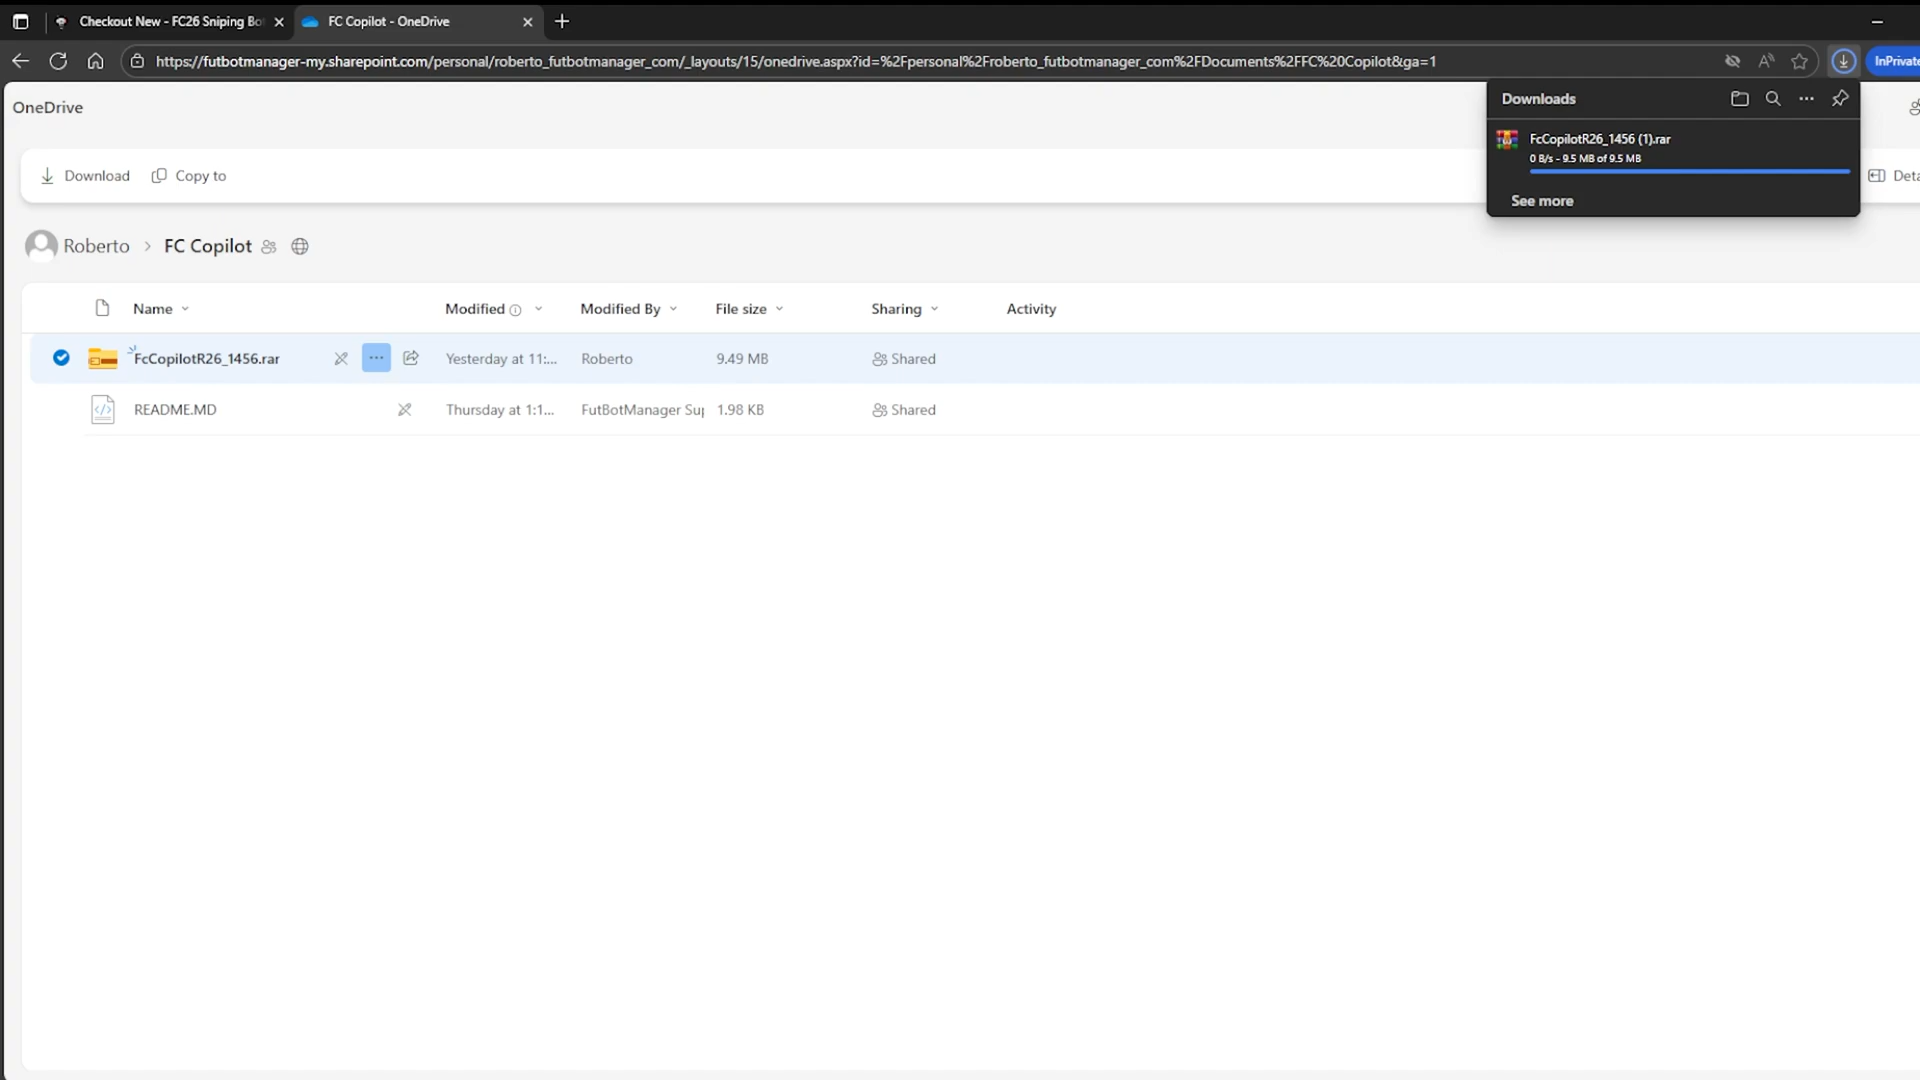 Checkout New - FC26 Sniping Bo
FC Copilot - OneDrive
https://futbotmanager-my.sharepoint.com/personal/roberto_futbotmanager_com/_layouts/15/onedrive.aspx?id=%2Fpersonal%2Froberto_futbotmanager_com%2FDocuments%2FFC%20Copilot&ga=1
InPrivate
OneDrive
Downloads
FcCopilotR26_1456 (1).rar
0 B/s - 9.5 MB of 9.5 MB
See more
Download
Copy to
Deta
Roberto > FC Copilot
Name Modified Modified By File size Sharing Activity
FcCopilotR26_1456.rar Yesterday at 11:... Roberto 9.49 MB Shared
README.MD Thursday at 1:1... FutBotManager Sup 1.98 KB Shared